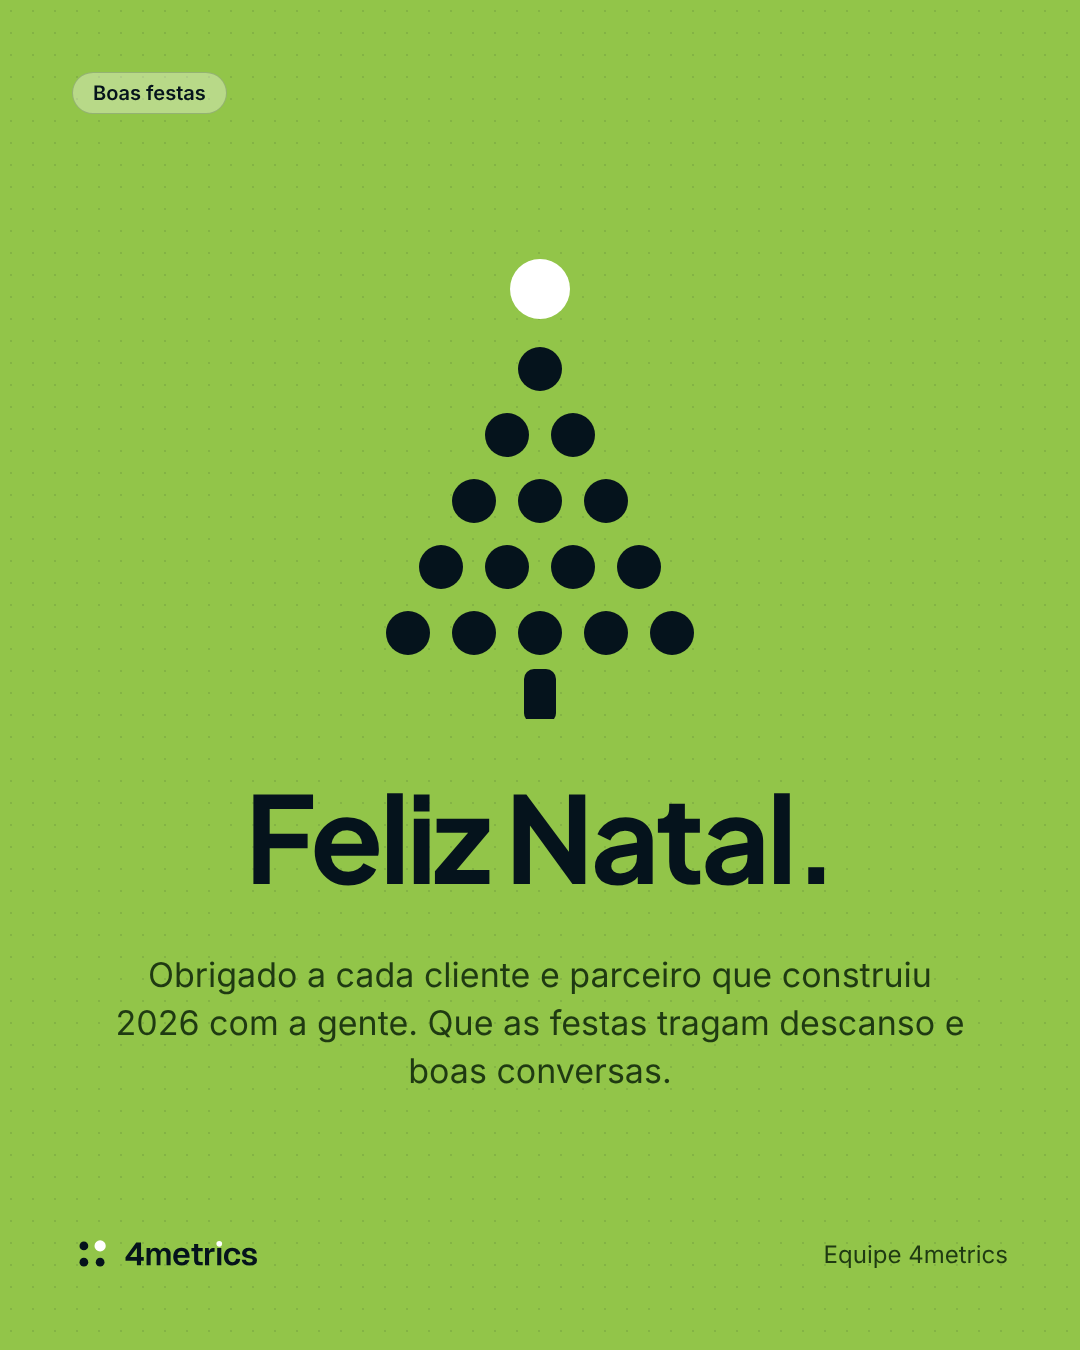 Boas festas
Feliz Natal.
Obrigado a cada cliente e parceiro que construiu
2026 com a gente. Que as festas tragam descanso e
boas conversas.
4metrics
Equipe 4metrics